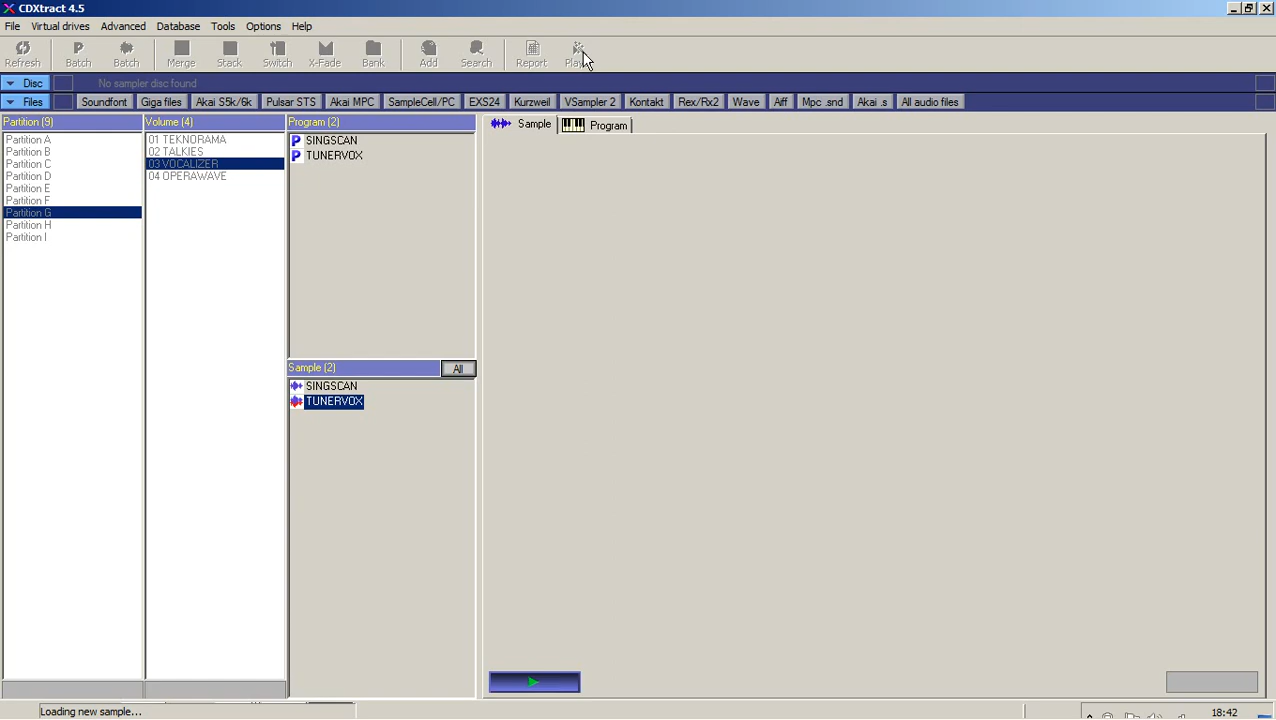 CDXtract 4.5
File Virtual drives Advanced Database Tools Options Help
Refresh Batch Batch Merge Stack Switch X-Fade Bank Add Search Report
Disc No sampler disc found
Files Soundfont Giga files Akai S5k/6k Pulsar STS Akai MPC SampleCell/PC EXS24 Kurzweil VSampler 2 Kontakt Rex/Rx2 Wave Aiff Mpc .snd Akai .s All audio files
Partition (9)
Partition A
Partition B
Partition C
Partition D
Partition E
Partition F
Partition G
Partition H
Partition I
Volume (4)
01 TEKNORAMA
02 TALKIES
03 VOCALIZER
04 OPERAWAVE
Program (2)
P SINGSCAN
P TUNERVOX
Sample (2) All
SINGSCAN
TUNERVOX
Sample Program
Loading new sample...
18:42